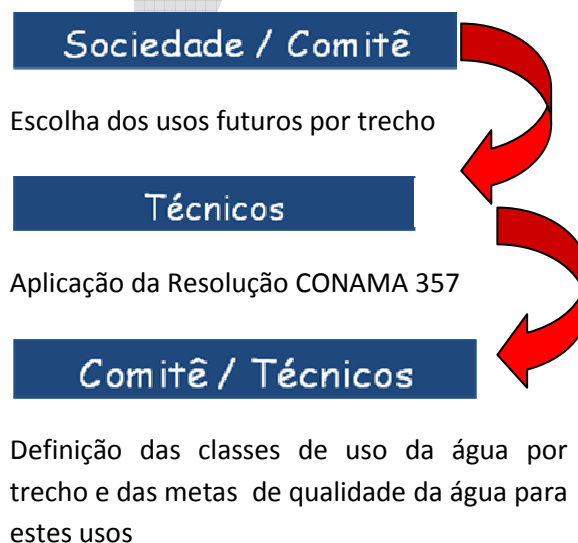 Sociedade / Comitê
Escolha dos usos futuros por trecho
Técnicos
Aplicação da Resolução CONAMA 357
Comitê / Técnicos
Definição das classes de uso da água por
trecho e das metas de qualidade da água para
estes usos